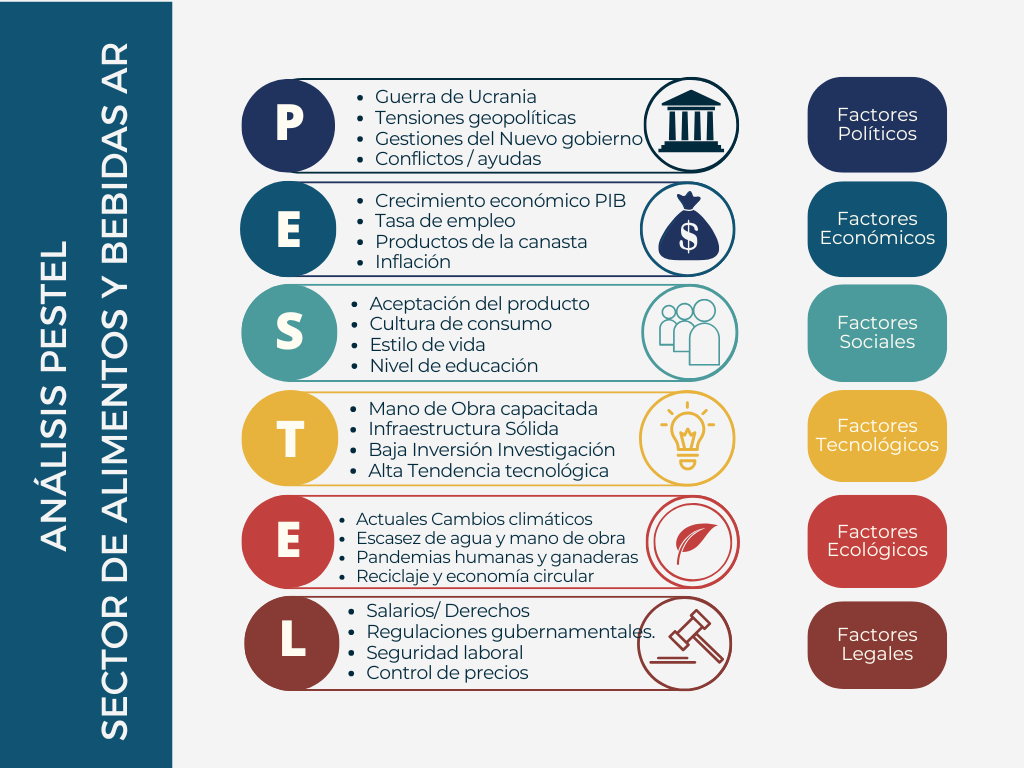 ANÁLISIS PESTEL
SECTOR DE ALIMENTOS Y BEBIDAS AR
P
• Guerra de Ucrania
• Tensiones geopolíticas
• Gestiones del Nuevo gobierno
• Conflictos / ayudas
Factores
Políticos
E
• Crecimiento económico PIB
• Tasa de empleo
• Productos de la canasta
• Inflación
$
Factores
Económicos
S
• Aceptación del producto
• Cultura de consumo
• Estilo de vida
• Nivel de educación
Factores
Sociales
T
• Mano de Obra capacitada
• Infraestructura Sólida
• Baja Inversión Investigación
• Alta Tendencia tecnológica
Factores
Tecnológicos
E
• Actuales Cambios climáticos
• Escasez de agua y mano de obra
• Pandemias humanas y ganaderas
• Reciclaje y economía circular
Factores
Ecológicos
L
• Salarios/ Derechos
• Regulaciones gubernamentales.
• Seguridad laboral
• Control de precios
Factores
Legales